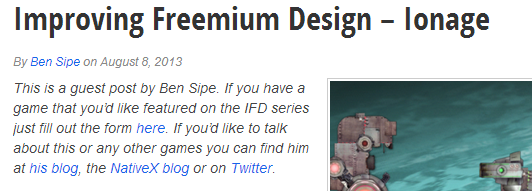 Improving Freemium Design – Ionage
By Ben Sipe on August 8, 2013
This is a guest post by Ben Sipe. If you have a
game that you'd like featured on the IFD series
just fill out the form here. If you'd like to talk
about this or any other games you can find him
at his blog, the NativeX blog or on Twitter.